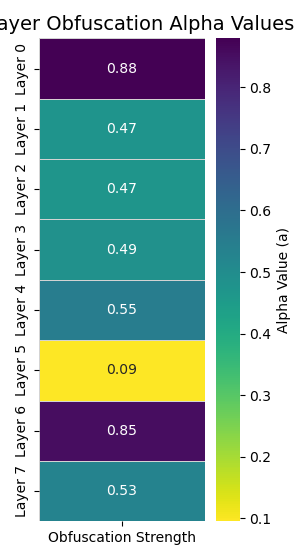 ayer Obfuscation Alpha Values
Layer 0
0.88
Layer 1
0.47
Layer 2
0.47
Layer 3
0.49
Layer 4
0.55
Layer 5
0.09
Layer 6
0.85
Layer 7
0.53
Obfuscation Strength
0.8
0.7
0.6
0.5
0.4
0.3
0.2
0.1
Alpha Value (a)